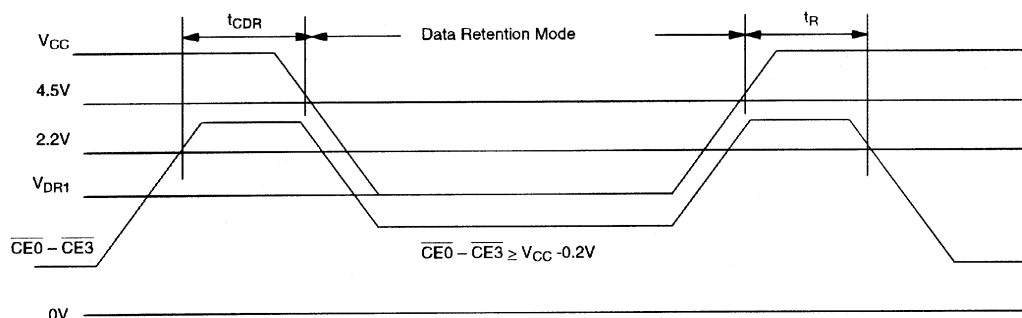 tCDR
Data Retention Mode
tR
VCC
4.5V
2.2V
VDR1
CE0 – CE3
CE0 – CE3 ≥ VCC -0.2V
0V